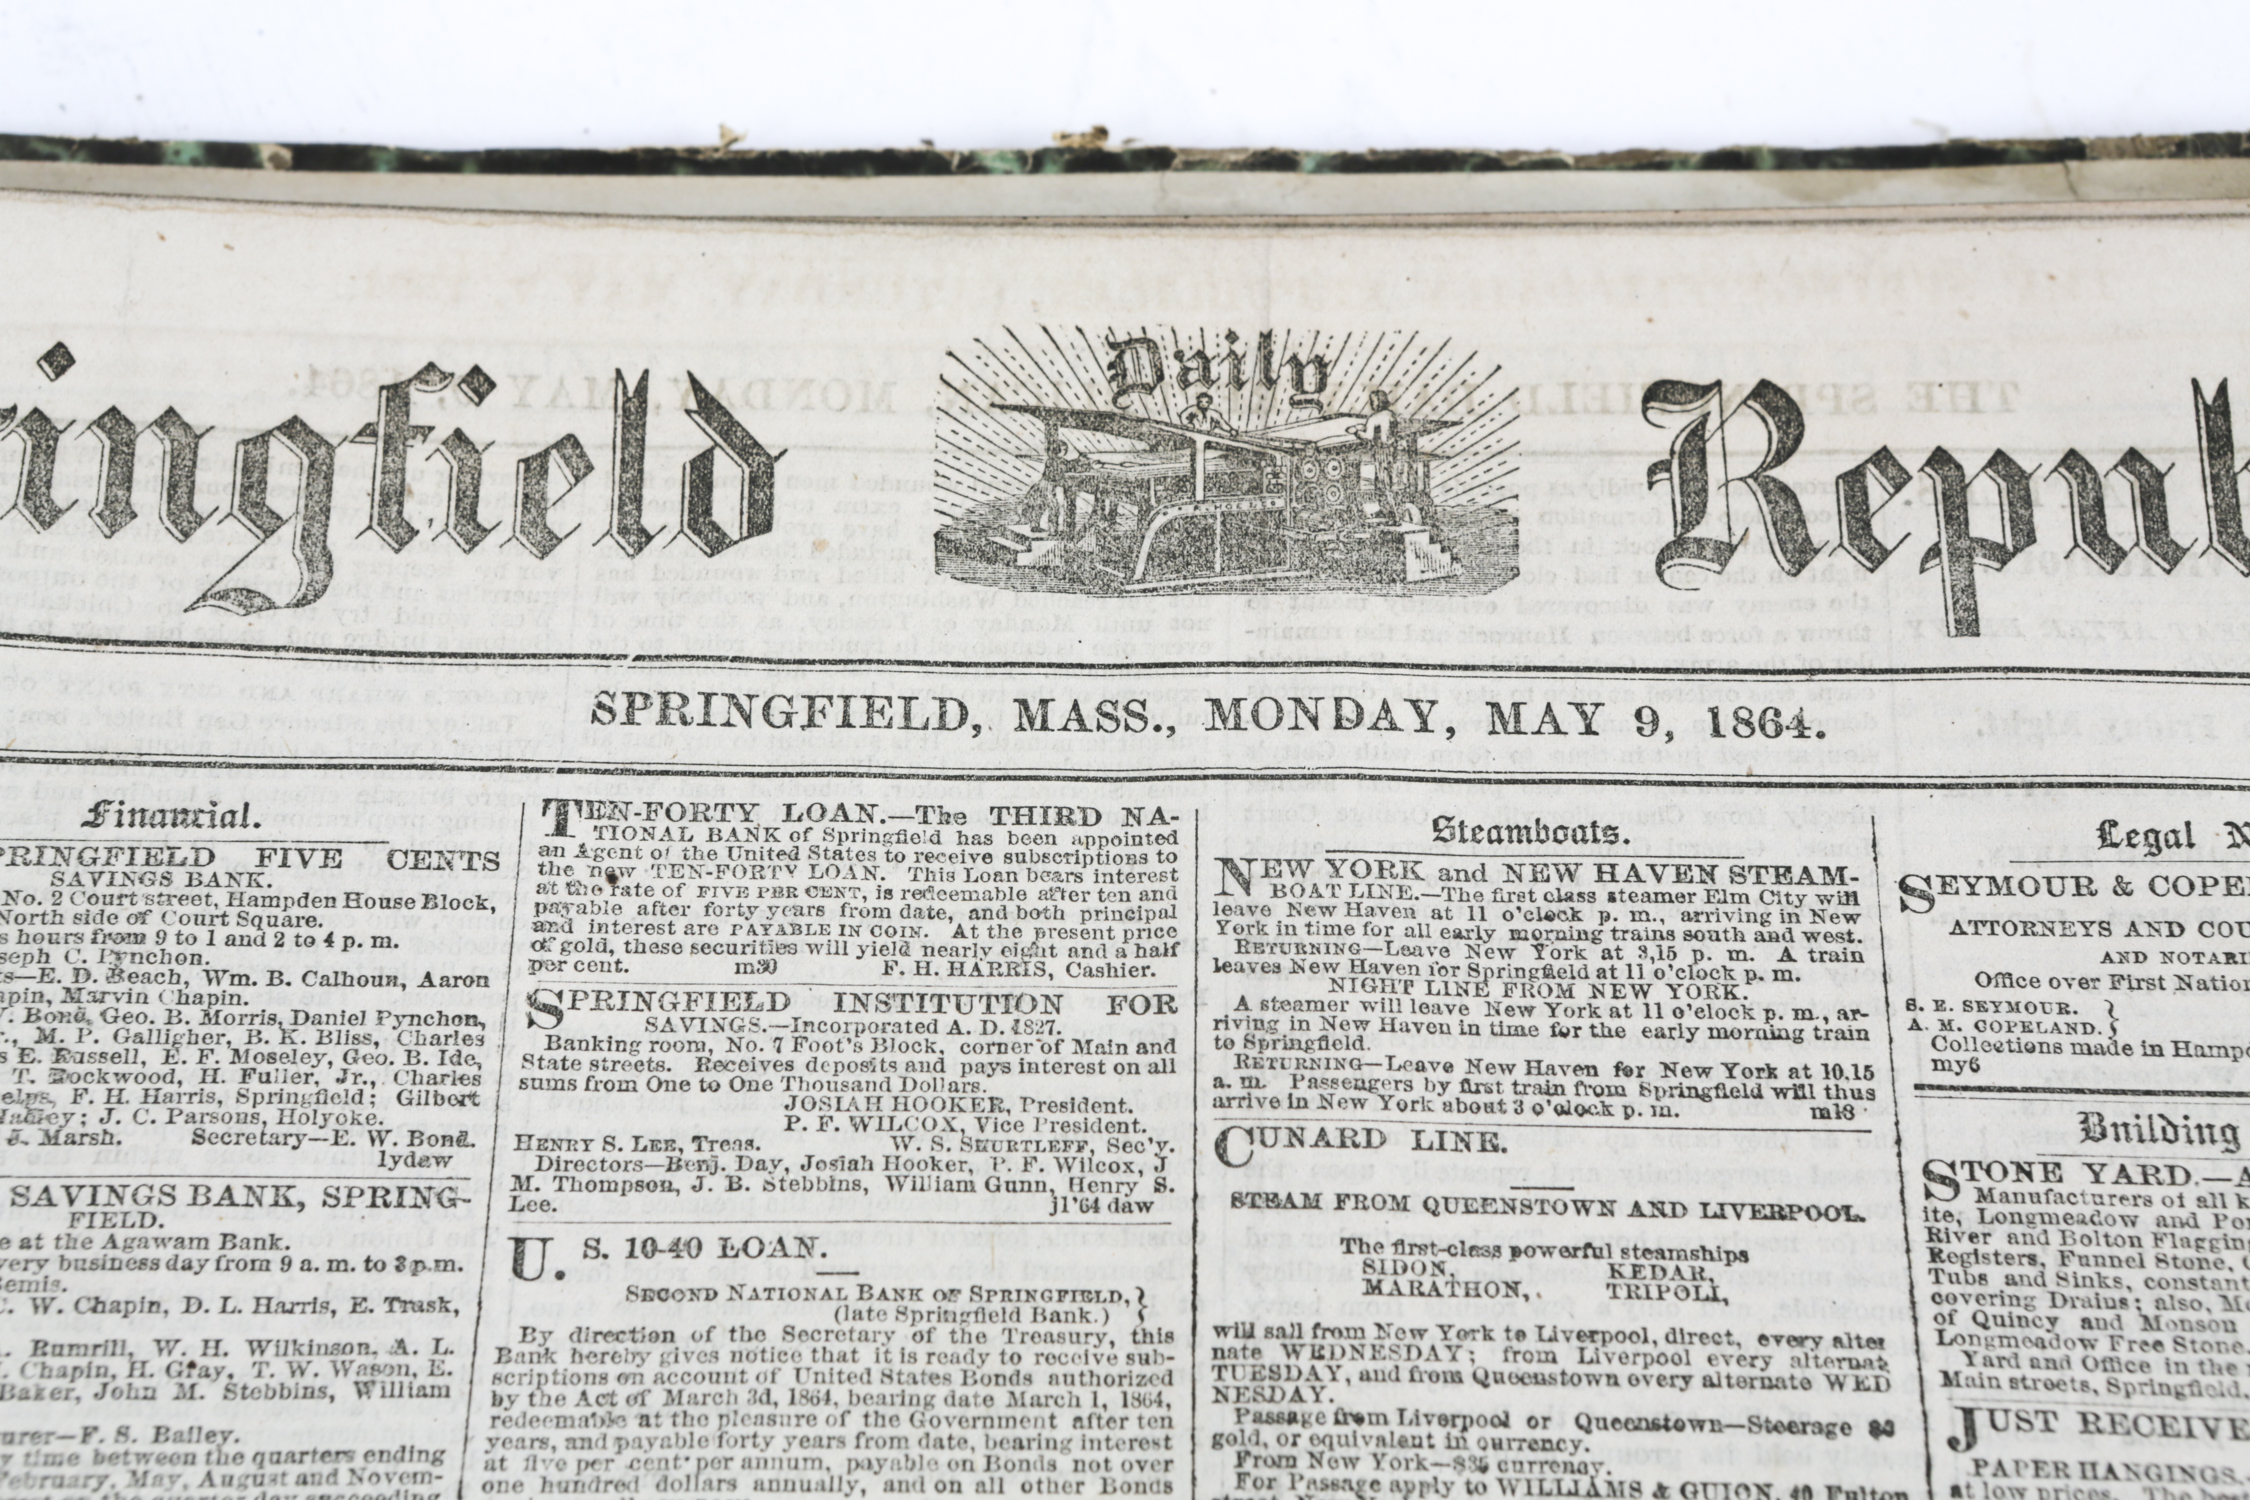 ingfield Daily Repub
SPRINGFIELD, MASS., MONDAY, MAY 9, 1864.
Financial.
PRINGFIELD FIVE CENTS
SAVINGS BANK.
No. 2 Court street, Hampden House Block,
North side of Court Square.
s hours from 9 to 1 and 2 to 4 p. m.
seph C. Pynchon.
ts—E. D. Beach, Wm. B. Calhoun, Aaron
apin, Marvin Chapin.
V. Bond, Geo. B. Morris, Daniel Pynchon,
r., M. P. Galligher, B. K. Bliss, Charles
s E. Russell, E. F. Moseley, Geo. B. Ide,
T. Rockwood, H. Fuller, Jr., Charles
elps, F. H. Harris, Springfield; Gilbert
Hadley; J. C. Parsons, Holyoke.
J. Marsh. Secretary—E. W. Bond.
lydaw
SAVINGS BANK, SPRING-
FIELD.
e at the Agawam Bank.
very business day from 9 a. m. to 3 p. m.
Bemis.
C. W. Chapin, D. L. Harris, E. Trask,
. Rumrill, W. H. Wilkinson, A. L.
. Chapin, H. Gray, T. W. Wason, E.
Baker, John M. Stebbins, William
urer—F. S. Bailey.
y time between the quarters ending
February, May, August and Novem-
TEN-FORTY LOAN.—The THIRD NA-
TIONAL BANK of Springfield has been appointed
an Agent of the United States to receive subscriptions to
the new TEN-FORTY LOAN. This Loan bears interest
at the rate of FIVE PER CENT, is redeemable after ten and
payable after forty years from date, and both principal
and interest are PAYABLE IN COIN. At the present price
of gold, these securities will yield nearly eight and a half
per cent. m30 F. H. HARRIS, Cashier.
SPRINGFIELD INSTITUTION FOR
SAVINGS.—Incorporated A. D. 1827.
Banking room, No. 7 Foot's Block, corner of Main and
State streets. Receives deposits and pays interest on all
sums from One to One Thousand Dollars.
JOSIAH HOOKER, President.
P. F. WILCOX, Vice President.
HENRY S. LEE, Treas. W. S. SHURTLEFF, Sec'y.
Directors—Benj. Day, Josiah Hooker, P. F. Wilcox, J
M. Thompson, J. B. Stebbins, William Gunn, Henry S.
Lee. j1'64 daw
U. S. 10-40 LOAN.
SECOND NATIONAL BANK OF SPRINGFIELD, }
(late Springfield Bank.)
By direction of the Secretary of the Treasury, this
Bank hereby gives notice that it is ready to receive sub-
scriptions on account of United States Bonds authorized
by the Act of March 3d, 1864, bearing date March 1, 1864,
redeemable at the pleasure of the Government after ten
years, and payable forty years from date, bearing interest
at five per cent per annum, payable on Bonds not over
one hundred dollars annually, and on all other Bonds
Steamboats.
NEW YORK and NEW HAVEN STEAM-
BOAT LINE.—The first class steamer Elm City will
leave New Haven at 11 o'clock p. m., arriving in New
York in time for all early morning trains south and west.
RETURNING—Leave New York at 3,15 p. m. A train
leaves New Haven for Springfield at 11 o'clock p. m.
NIGHT LINE FROM NEW YORK.
A steamer will leave New York at 11 o'clock p. m., ar-
riving in New Haven in time for the early morning train
to Springfield.
RETURNING—Leave New Haven for New York at 10.15
a. m. Passengers by first train from Springfield will thus
arrive in New York about 3 o'clock p. m. m18
CUNARD LINE.
STEAM FROM QUEENSTOWN AND LIVERPOOL.
The first-class powerful steamships
SIDON, KEDAR,
MARATHON, TRIPOLI,
will sail from New York to Liverpool, direct, every alter
nate WEDNESDAY; from Liverpool every alternat
TUESDAY, and from Queenstown every alternate WED
NESDAY.
Passage from Liverpool or Queenstown—Steerage
gold, or equivalent in currency.
From New York—$35 currency.
For Passage apply to WILLIAMS & GUION, 40 Fulton
Legal N
SEYMOUR & COPE
ATTORNEYS AND COU
AND NOTARI
Office over First Nation
S. E. SEYMOUR. }
A. M. COPELAND. }
Collections made in Hamp
my6
Building
STONE YARD.—A
Manufacturers of all k
ite, Longmeadow and Por
River and Bolton Flagging
Registers, Funnel Stone, C
Tubs and Sinks, constant
covering Drains; also, Mo
of Quincy and Monson
Longmeadow Free Stone.
Yard and Office in the
Main streets, Springfield.
JUST RECEIVE
PAPER HANGINGS.
at low prices. The